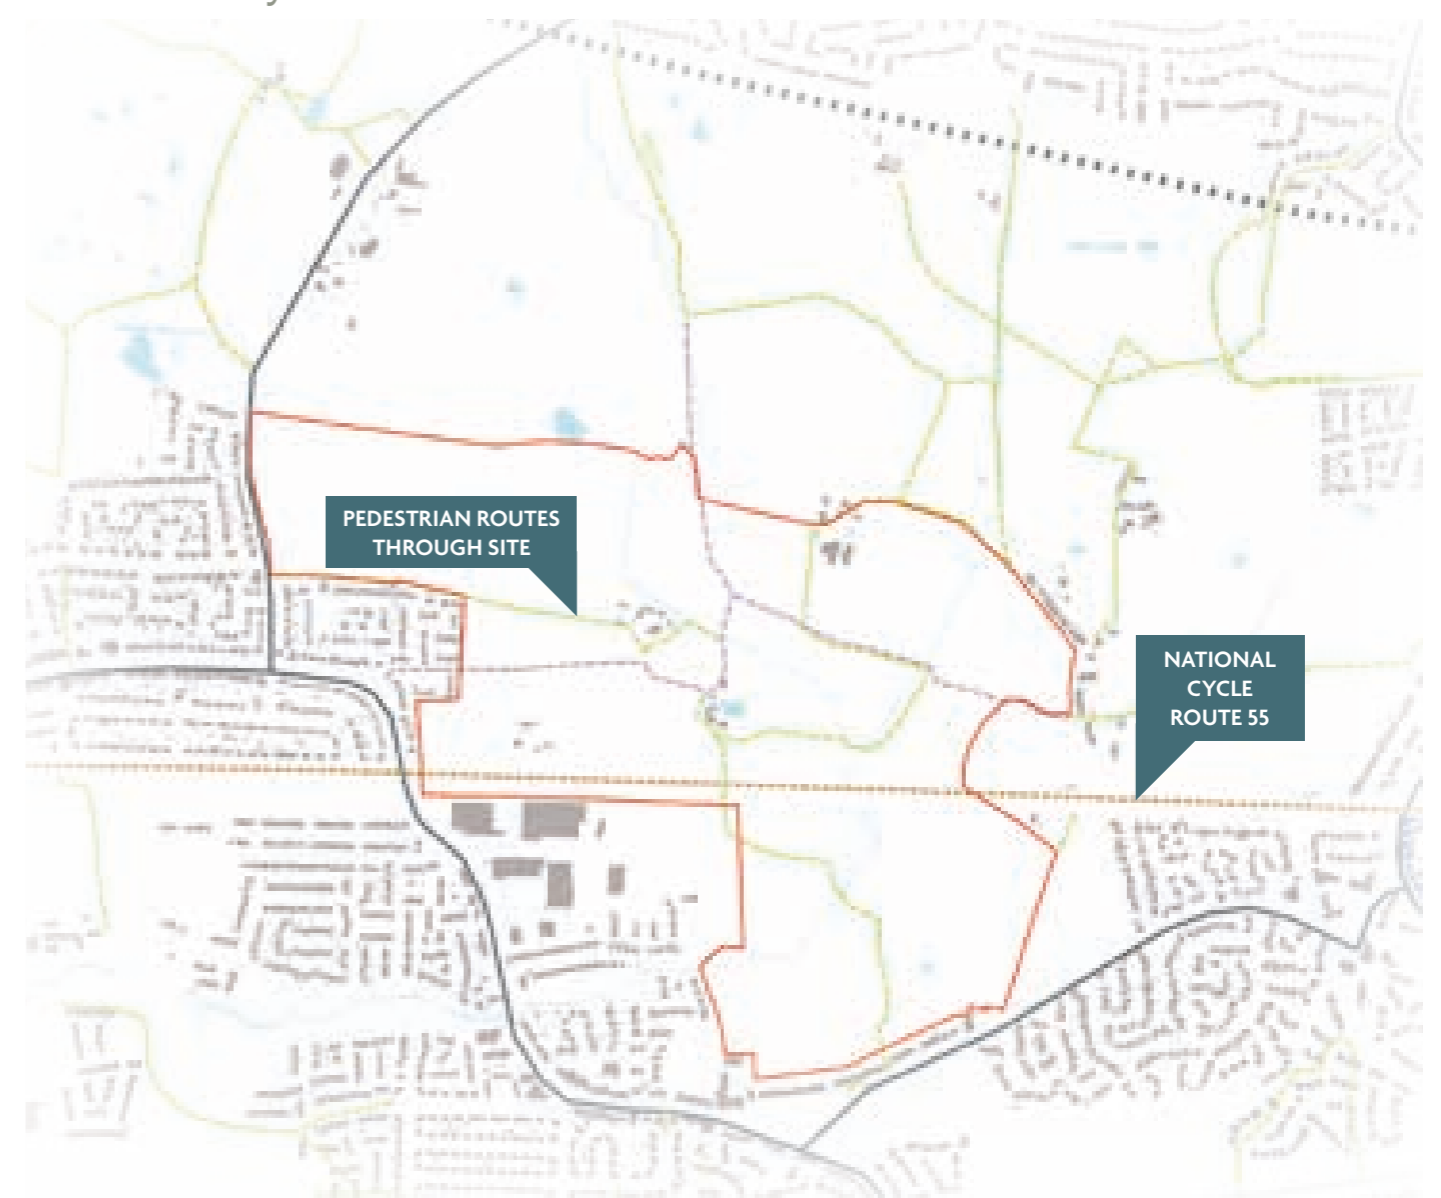 PEDESTRIAN ROUTES
THROUGH SITE
NATIONAL
CYCLE
ROUTE 55